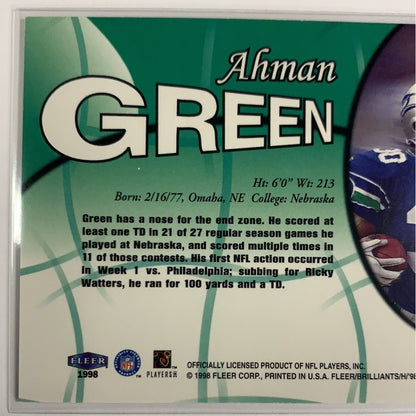 Ahman
GREEN
Ht: 6'0" Wt: 213
Born: 2/16/77, Omaha, NE College: Nebraska
Green has a nose for the end zone. He scored at
least one TD in 21 of 27 regular season games he
played at Nebraska, and scored multiple times in
11 of those contests. His first NFL action occurred
in Week 1 vs. Philadelphia; subbing for Ricky
Watters, he ran for 100 yards and a TD.
FLEER
1998
NFL
PLAYERS
OFFICIALLY LICENSED PRODUCT OF NFL PLAYERS, INC.
© 1998 FLEER CORP., PRINTED IN U.S.A. FLEER/BRILLIANTS/H/'98